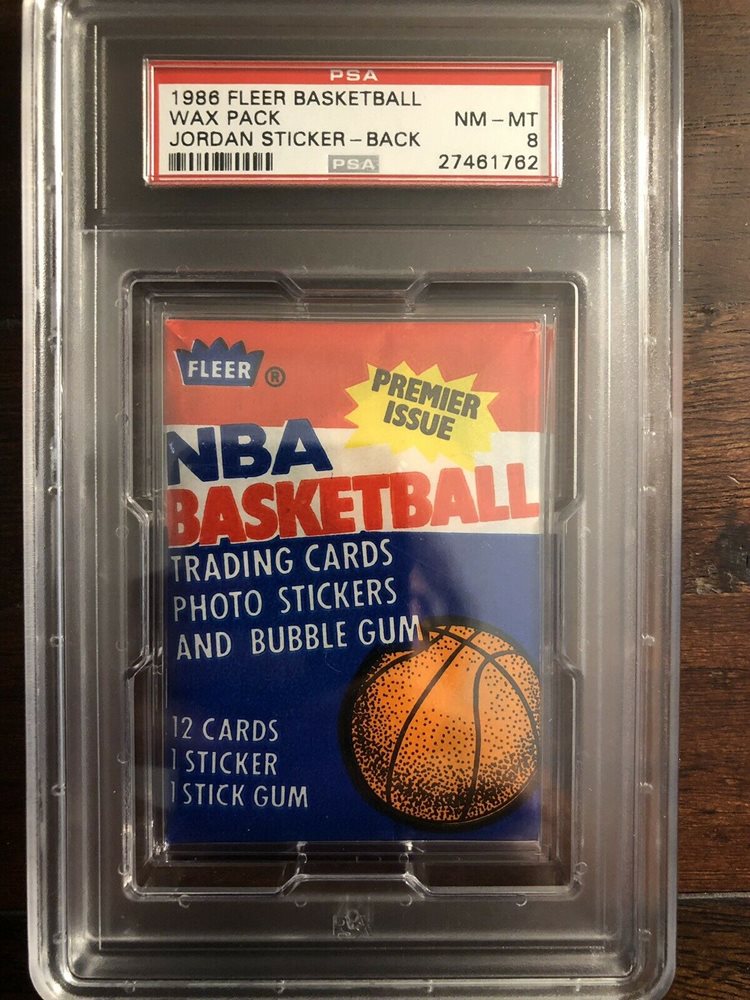 PSA
1986 FLEER BASKETBALL
WAX PACK NM-MT
JORDAN STICKER-BACK 8
PSA 27461762
FLEER ®
PREMIER
ISSUE
NBA
BASKETBALL
TRADING CARDS
PHOTO STICKERS
AND BUBBLE GUM
12 CARDS
1 STICKER
1 STICK GUM